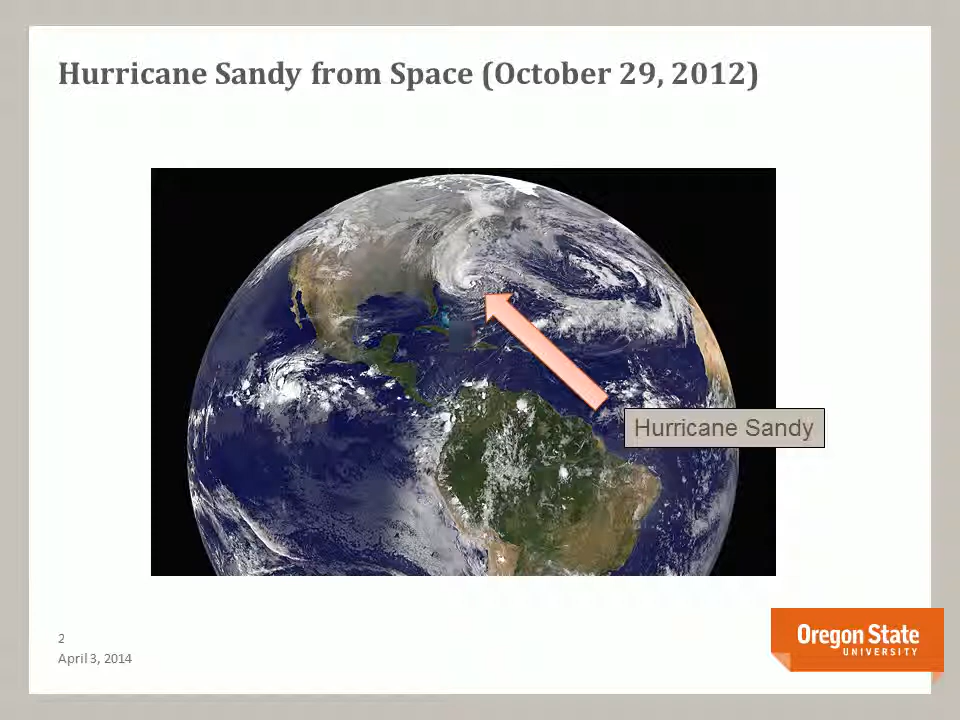 Hurricane Sandy from Space (October 29, 2012)
Hurricane Sandy
2
April 3, 2014
Oregon State
UNIVERSITY